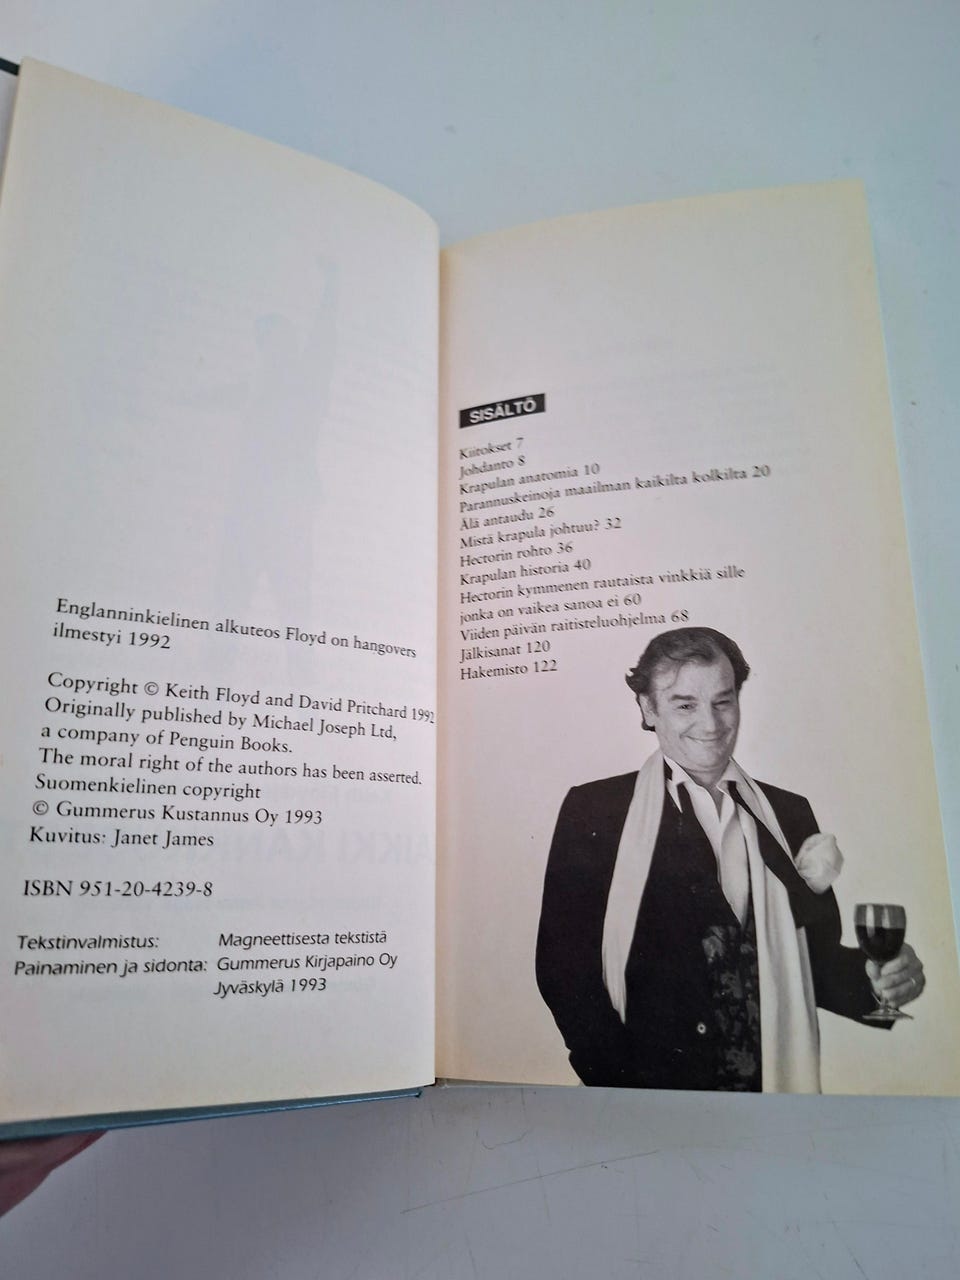 Englanninkielinen alkuteos Floyd on hangovers
ilmestyi 1992
Copyright © Keith Floyd and David Pritchard 1992
Originally published by Michael Joseph Ltd,
a company of Penguin Books.
The moral right of the authors has been asserted.
Suomenkielinen copyright
© Gummerus Kustannus Oy 1993
Kuvitus: Janet James
ISBN 951-20-4239-8
Tekstinvalmistus: Magneettisesta tekstistä
Painaminen ja sidonta: Gummerus Kirjapaino Oy
Jyväskylä 1993
SISÄLTÖ
Kiitokset 7
Johdanto 8
Krapulan anatomia 10
Parannuskeinoja maailman kaikilta kolkilta 20
Älä antaudu 26
Mistä krapula johtuu? 32
Hectorin rohto 36
Krapulan historia 40
Hectorin kymmenen rautaista vinkkiä sille
jonka on vaikea sanoa ei 60
Viiden päivän raitisteluohjelma 68
Jälkisanat 120
Hakemisto 122